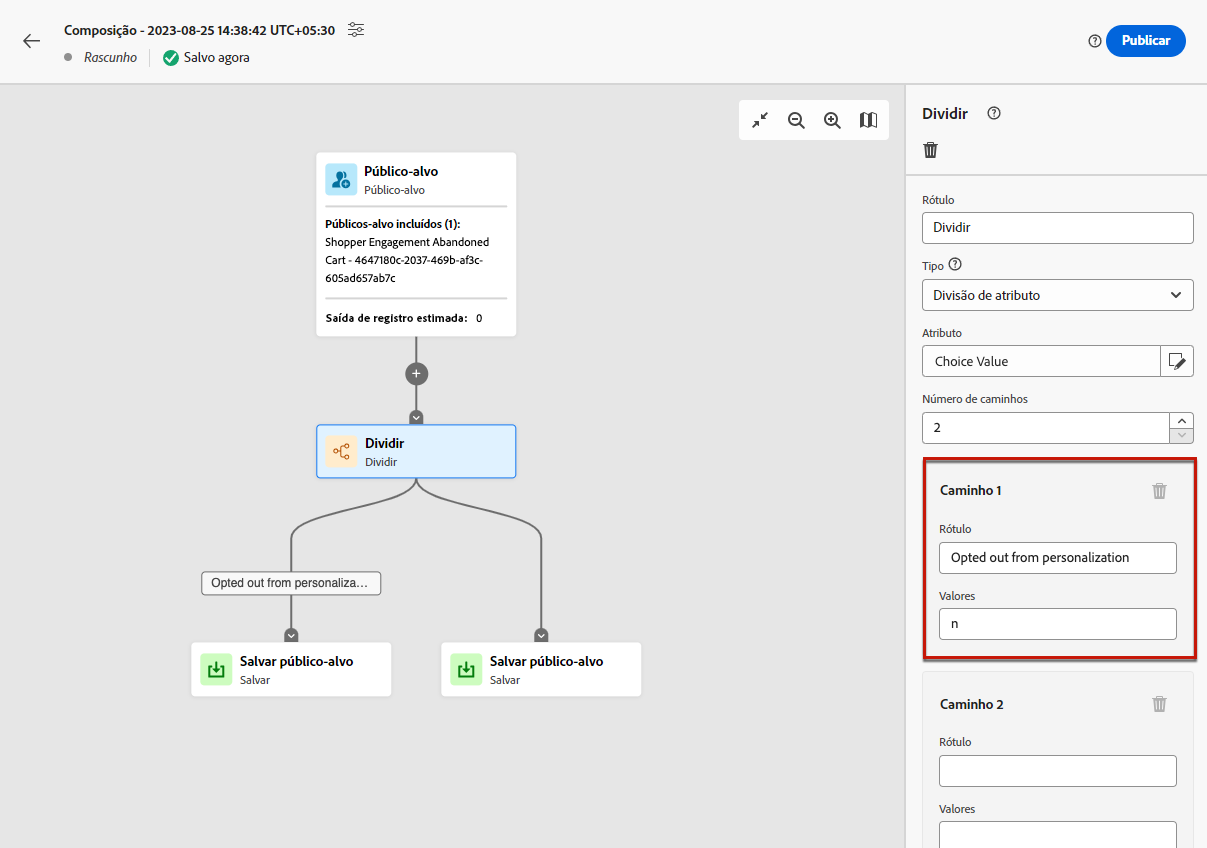 Composição - 2023-08-25 14:38:42 UTC+05:30
Rascunho
Salvo agora
Publicar
Público-alvo
Público-alvo
Públicos-alvo incluídos (1):
Shopper Engagement Abandoned
Cart - 4647180c-2037-469b-af3c-
605ad657ab7c
Saída de registro estimada: 0
Dividir
Dividir
Opted out from personaliza...
Salvar público-alvo
Salvar
Salvar público-alvo
Salvar
Dividir
Rótulo
Dividir
Tipo
Divisão de atributo
Atributo
Choice Value
Número de caminhos
2
Caminho 1
Rótulo
Opted out from personalization
Valores
n
Caminho 2
Rótulo
Valores